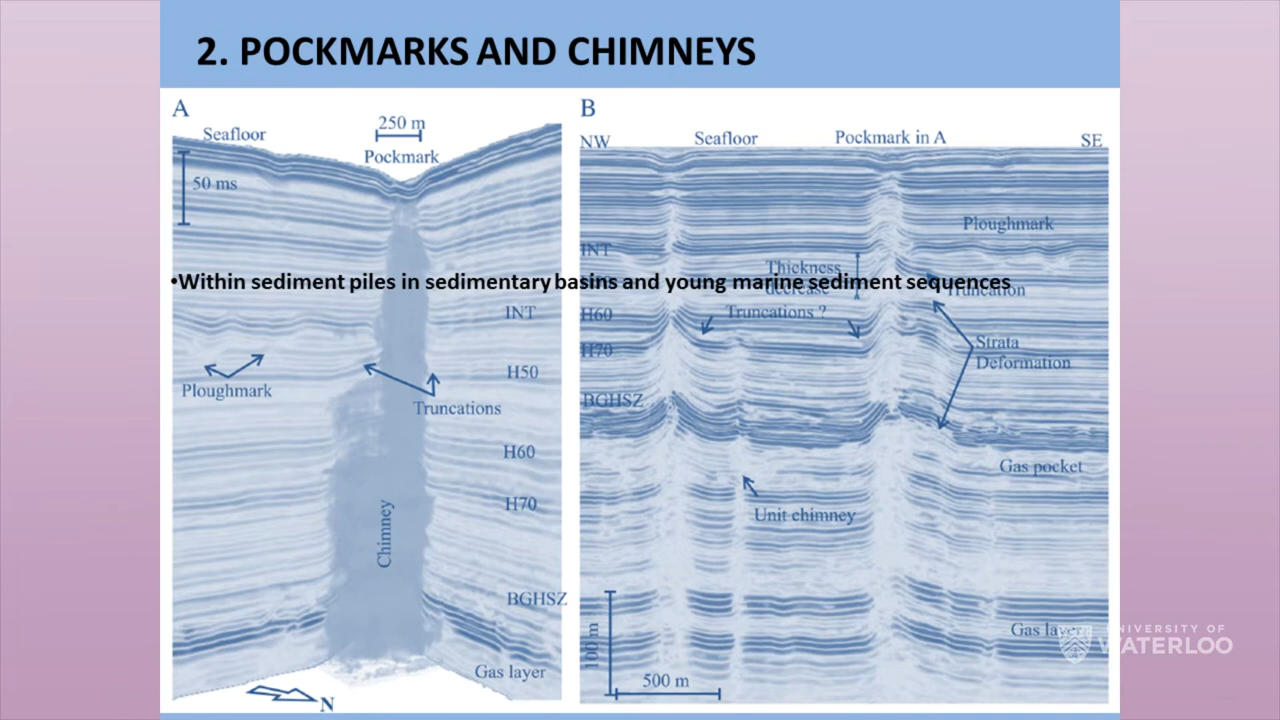 2. POCKMARKS AND CHIMNEYS
A
250 m
Seafloor
Pockmark
50 ms
•Within sediment piles in sedimentary basins and young marine sediment sequences
INT
Ploughmark
H50
Truncations
H60
H70
Chimney
BGHSZ
Gas layer
N
B
NW
Seafloor
Pockmark in A
SE
Ploughmark
INT
Thickness
decrease
Truncation
H60
Truncations ?
H70
Strata
Deformation
BGHSZ
Gas pocket
Unit chimney
100 m
Gas layer
500 m
UNIVERSITY OF
WATERLOO